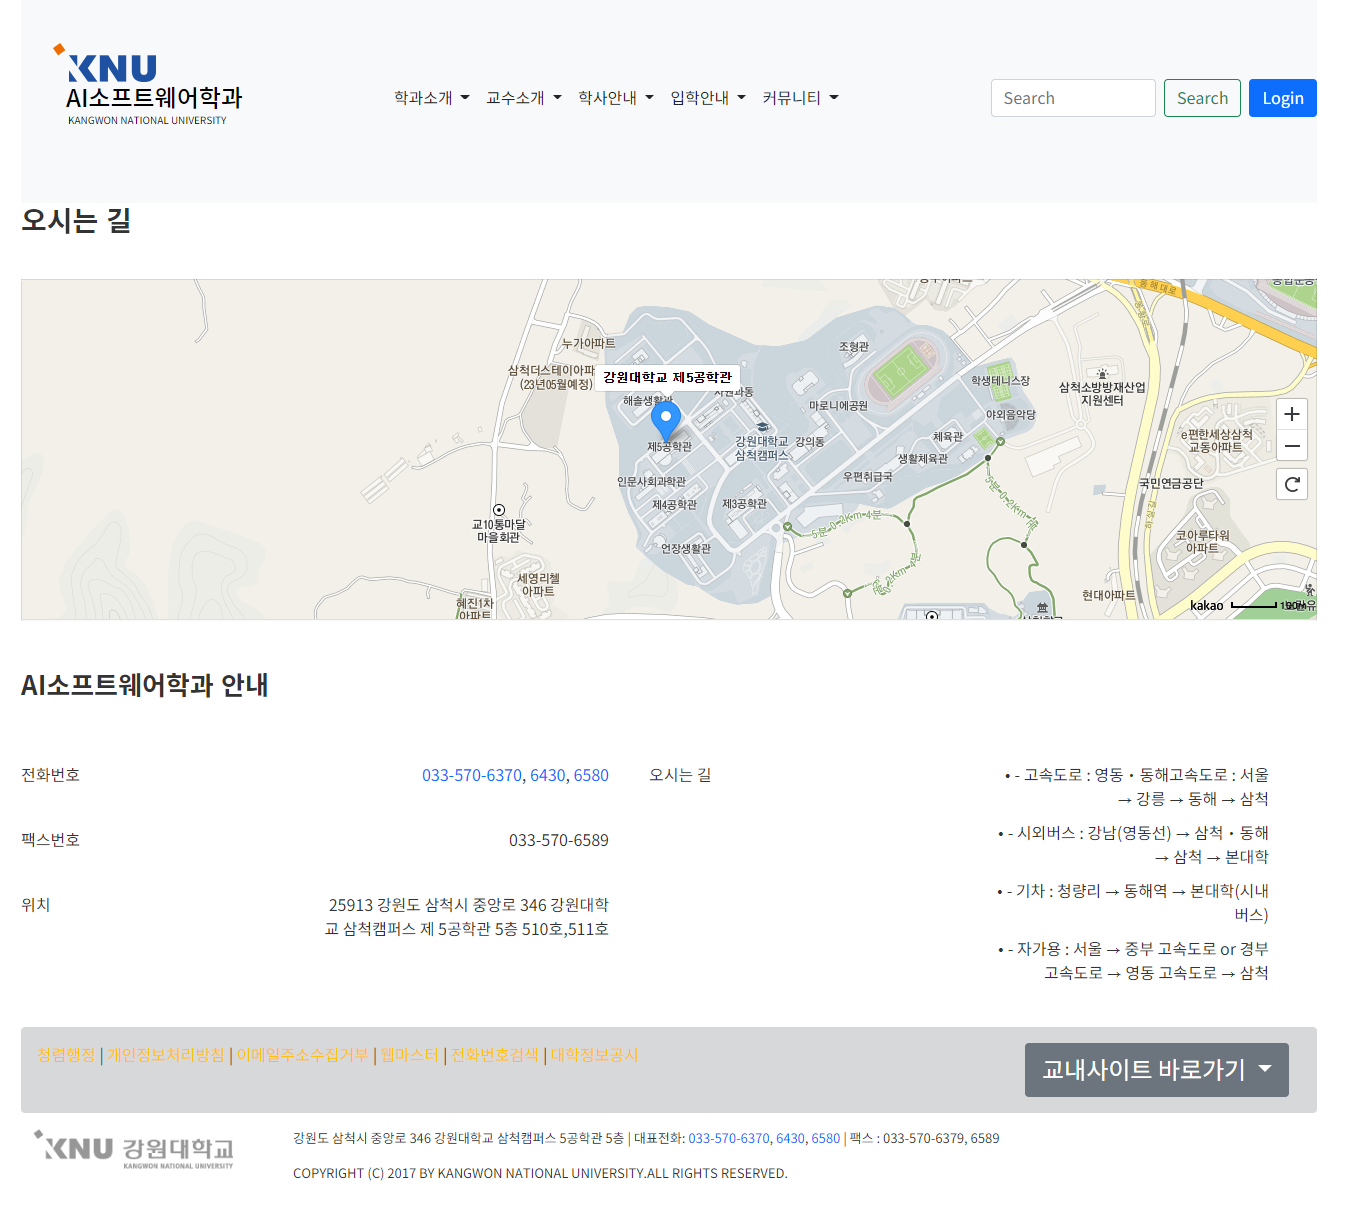 KNU
AI소프트웨어학과
KANGWON NATIONAL UNIVERSITY
학과소개 교수소개 학사안내 입학안내 커뮤니티
Search Search Login
오시는 길
동해대로
누가아파트
조형관
삼척더스테이아파
(23년05월예정)
강원대학교 제5공학관
학생테니스장
삼척소방방재산업
지원센터
해솔생활관
마로니에공원
야외음악당
제5공학관
강원대학교
삼척캠퍼스
강의동
체육관
생활체육관
e편한세상삼척
교동아파트
인문사회과학관
우편취급국
국민연금공단
제4공학관
제3공학관
교10통마달
마을회관
5분-0.2Km-4분
코아루타워
아파트
언장생활관
세영리첼
아파트
혜진1차
아파트
현대아파트
kakao
AI소프트웨어학과 안내
전화번호
033-570-6370, 6430, 6580
팩스번호
033-570-6589
위치
25913 강원도 삼척시 중앙로 346 강원대학
교 삼척캠퍼스 제 5공학관 5층 510호,511호
오시는 길
• - 고속도로 : 영동・동해고속도로 : 서울
→ 강릉 → 동해 → 삼척
• - 시외버스 : 강남(영동선) → 삼척・동해
→ 삼척 → 본대학
• - 기차 : 청량리 → 동해역 → 본대학(시내
버스)
• - 자가용 : 서울 → 중부 고속도로 or 경부
고속도로 → 영동 고속도로 → 삼척
청렴행정 | 개인정보처리방침 | 이메일주소수집거부 | 웹마스터 | 전화번호검색 | 대학정보공시
교내사이트 바로가기
KNU 강원대학교
KANGWON NATIONAL UNIVERSITY
강원도 삼척시 중앙로 346 강원대학교 삼척캠퍼스 5공학관 5층 | 대표전화: 033-570-6370, 6430, 6580 | 팩스 : 033-570-6379, 6589
COPYRIGHT (C) 2017 BY KANGWON NATIONAL UNIVERSITY.ALL RIGHTS RESERVED.